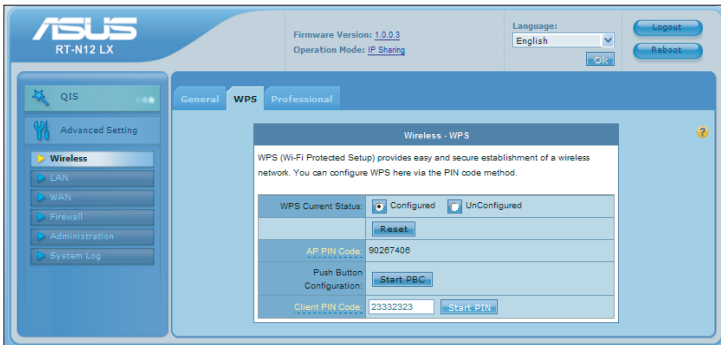 ASUS
RT-N12 LX
Firmware Version: 1.0.0.3
Operation Mode: IP Sharing
Language:
English
Ok
Logout
Reboot
QIS
Advanced Setting
Wireless
LAN
WAN
Firewall
Administration
System Log
General WPS Professional
Wireless - WPS
WPS (Wi-Fi Protected Setup) provides easy and secure establishment of a wireless
network. You can configure WPS here via the PIN code method.
WPS Current Status: Configured UnConfigured
Reset
AP PIN Code: 90267406
Push Button
Configuration: Start PBC
Client PIN Code: 23332323 Start PIN
?